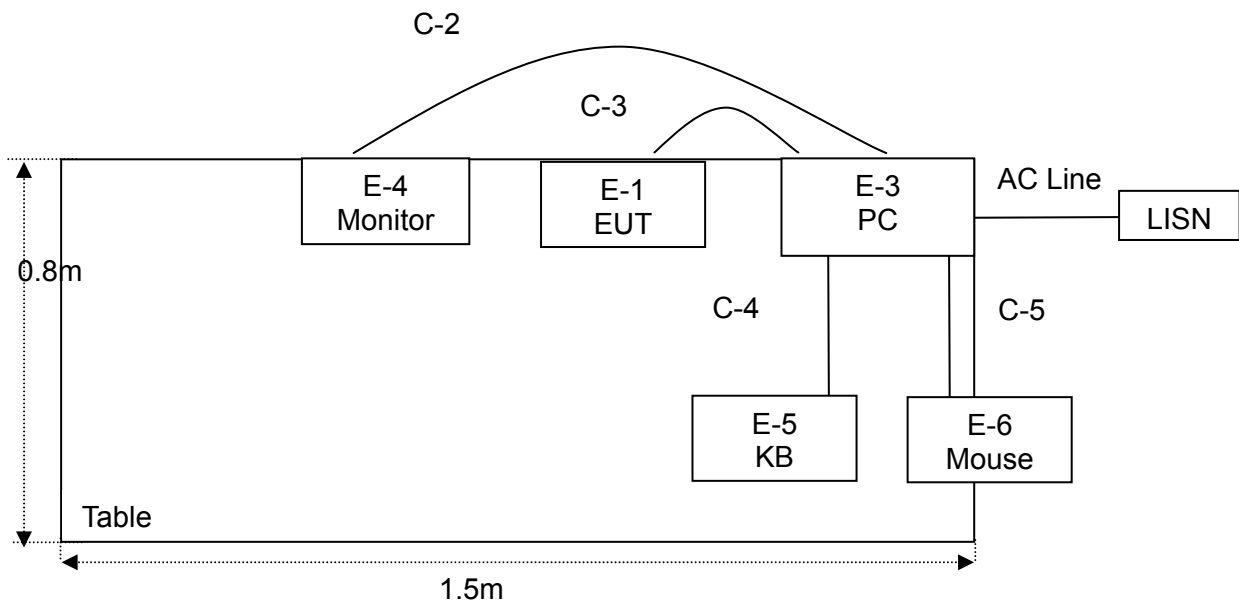 C-2
C-3
E-4
Monitor
E-1
EUT
E-3
PC
AC Line
LISN
0.8m
C-4
C-5
E-5
KB
E-6
Mouse
Table
1.5m